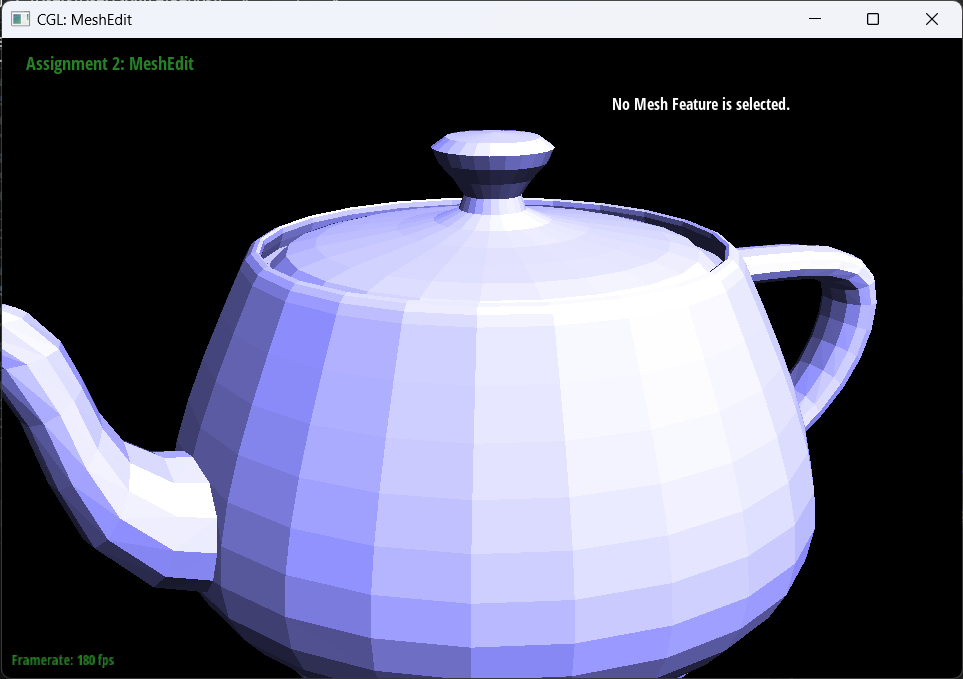 CGL: MeshEdit
Assignment 2: MeshEdit
No Mesh Feature is selected.
Framerate: 180 fps